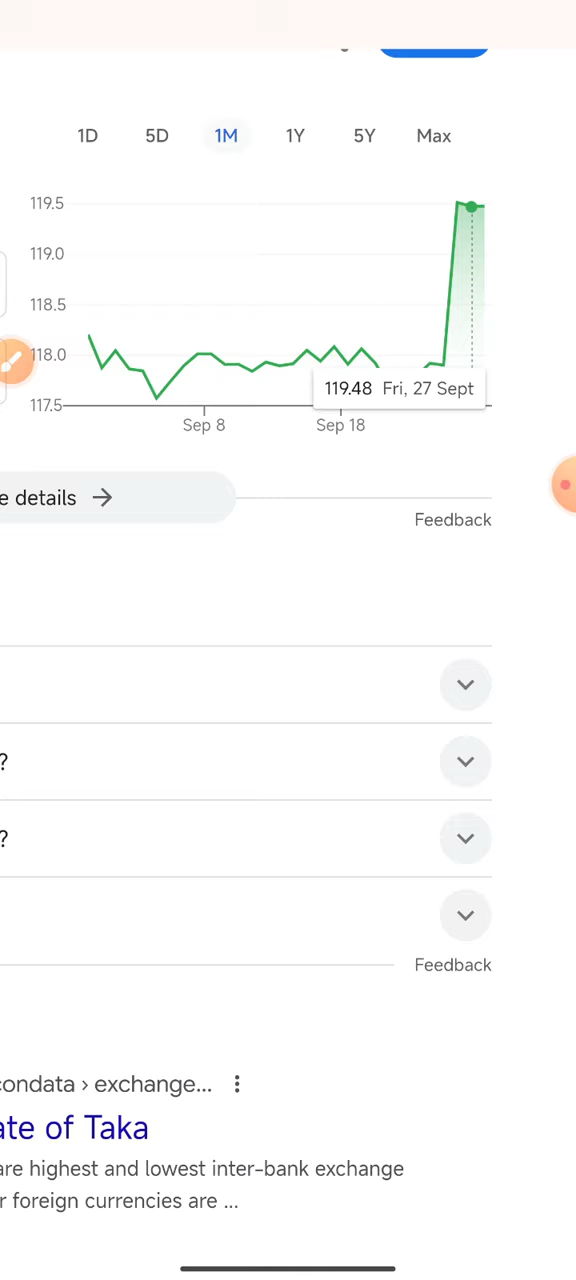 1D 5D 1M 1Y 5Y Max
119.5
119.0
118.5
118.0
117.5
119.48 Fri, 27 Sept
Sep 8 Sep 18
e details
Feedback
?
?
Feedback
condata › exchange...
ate of Taka
are highest and lowest inter-bank exchange
r foreign currencies are ...